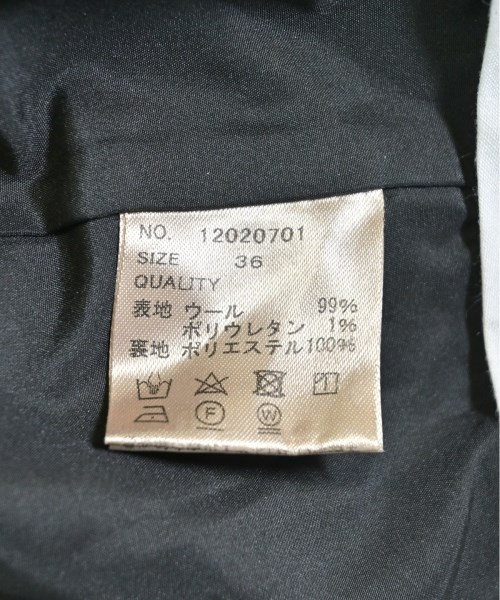 NO. 12020701
SIZE 36
QUALITY
表地 ウール 99%
ポリウレタン 1%
裏地 ポリエステル100%
F W